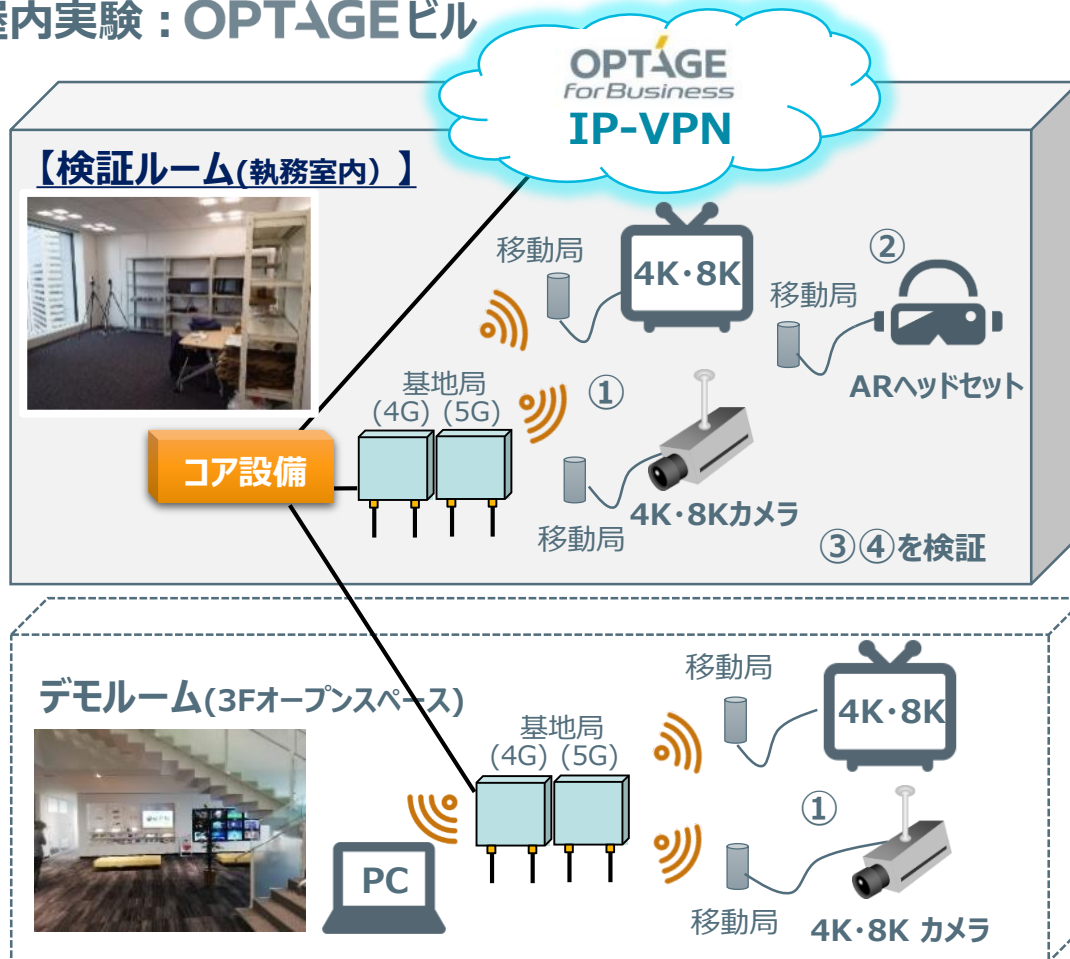 屋内実験：OPTAGEビル
OPTAGE
for Business
IP-VPN
【検証ルーム(執務室内）】
移動局
4K・8K
②
移動局
ARヘッドセット
基地局
(4G) (5G)
①
コア設備
移動局
4K・8Kカメラ
③④を検証
デモルーム(3Fオープンスペース)
移動局
4K・8K
基地局
(4G) (5G)
①
PC
移動局
4K・8K カメラ